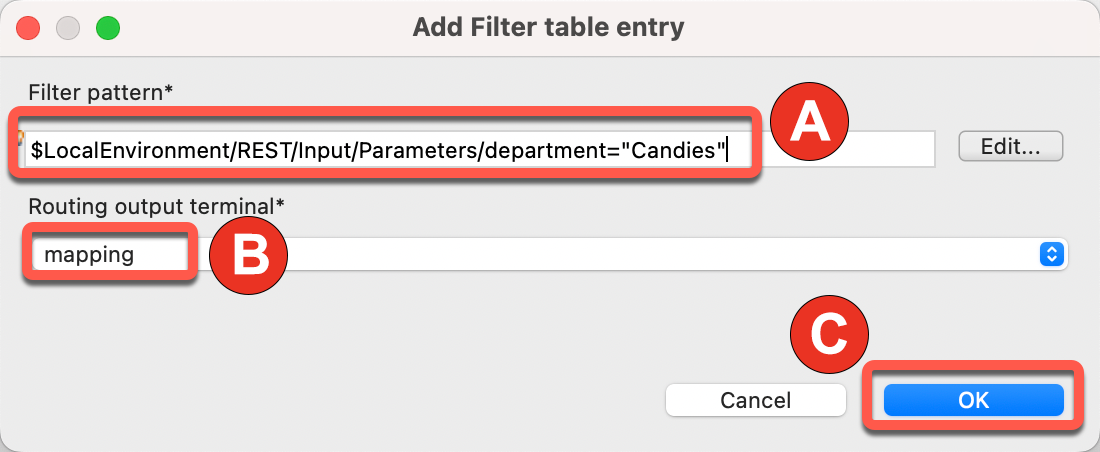 Add Filter table entry
Filter pattern*
A
$LocalEnvironment/REST/Input/Parameters/department="Candies"
Edit...
Routing output terminal*
mapping
B
C
Cancel
OK